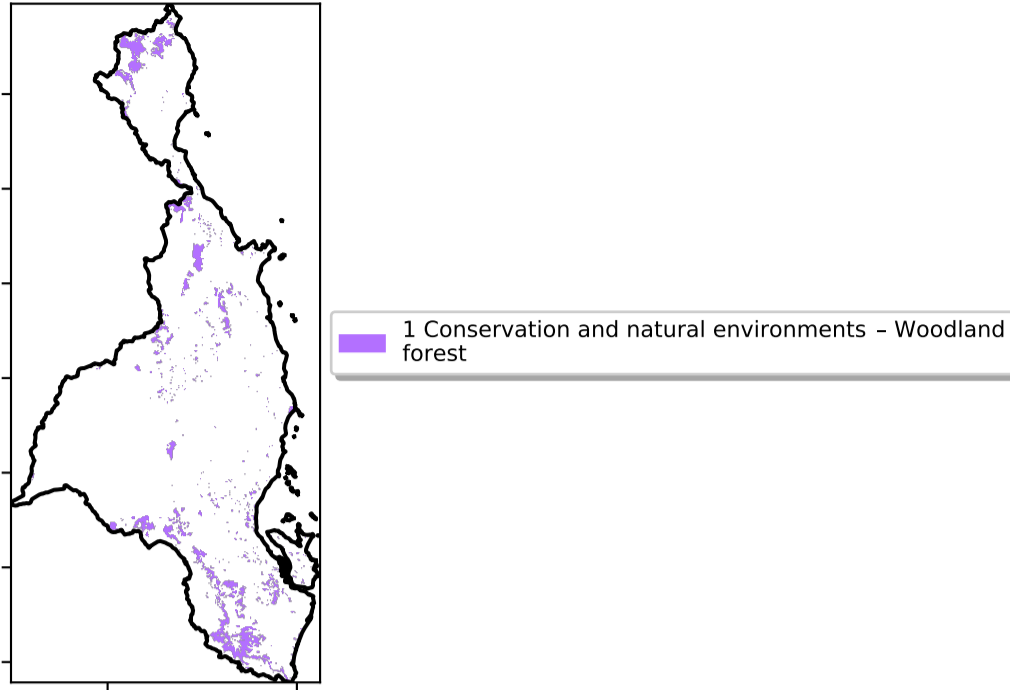 1 Conservation and natural environments – Woodland
forest